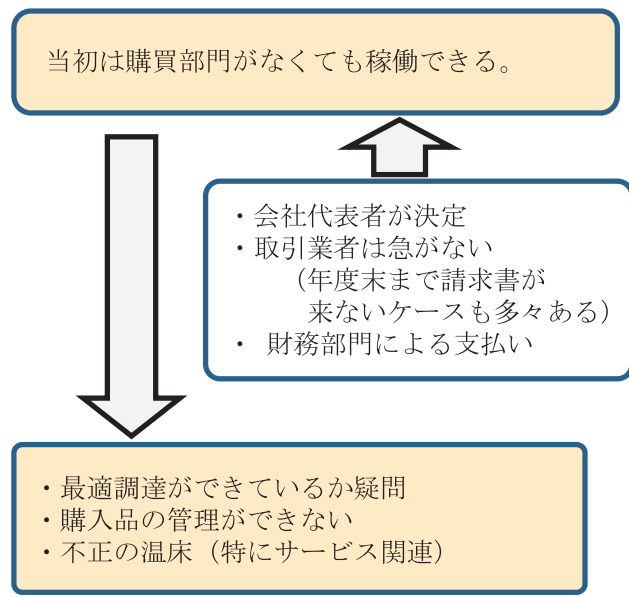 当初は購買部門がなくても稼働できる。
・会社代表者が決定
・取引業者は急がない
（年度末まで請求書が
来ないケースも多々ある）
・ 財務部門による支払い
・最適調達ができているか疑問
・購入品の管理ができない
・不正の温床（特にサービス関連）